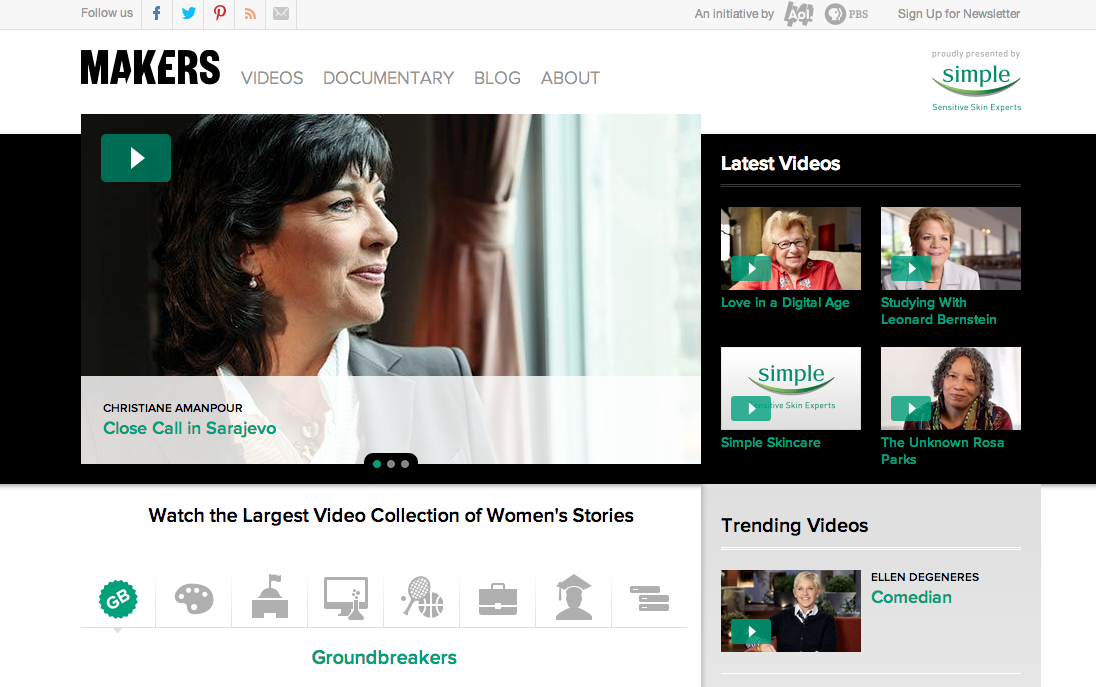 Follow us
An initiative by Aol. PBS
Sign Up for Newsletter
MAKERS
VIDEOS DOCUMENTARY BLOG ABOUT
proudly presented by
simple
Sensitive Skin Experts
CHRISTIANE AMANPOUR
Close Call in Sarajevo
Latest Videos
Love in a Digital Age
Studying With
Leonard Bernstein
simple
sitive Skin Experts
Simple Skincare
The Unknown Rosa
Parks
Watch the Largest Video Collection of Women's Stories
GB
Groundbreakers
Trending Videos
ELLEN DEGENERES
Comedian